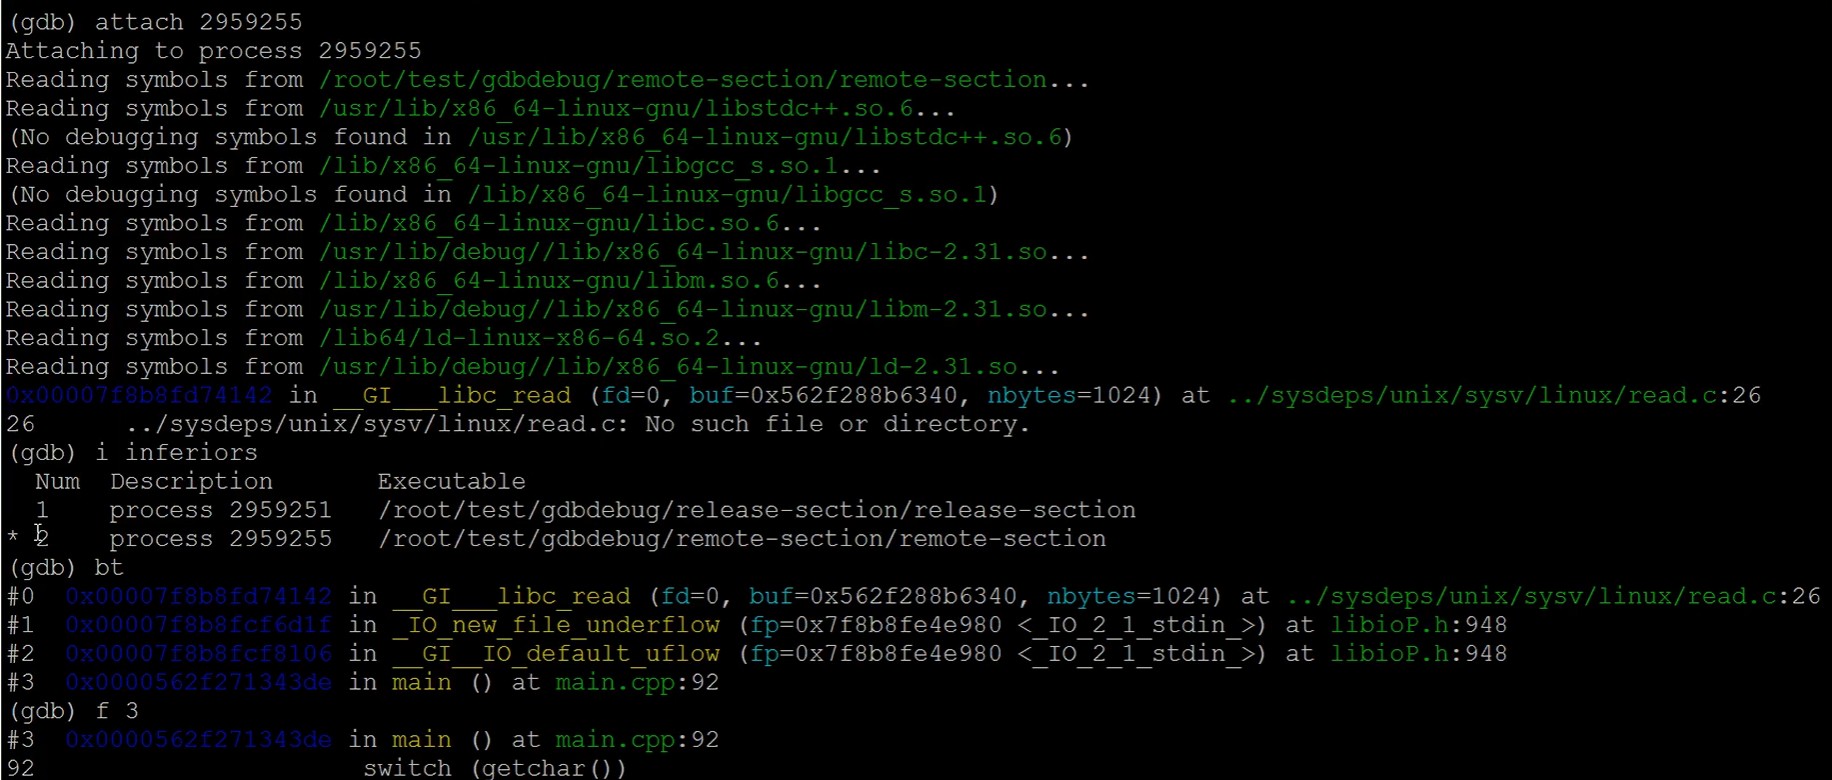 (gdb) attach 2959255
Attaching to process 2959255
Reading symbols from /root/test/gdbdebug/remote-section/remote-section...
Reading symbols from /usr/lib/x86_64-linux-gnu/libstdc++.so.6...
(No debugging symbols found in /usr/lib/x86_64-linux-gnu/libstdc++.so.6)
Reading symbols from /lib/x86_64-linux-gnu/libgcc_s.so.1...
(No debugging symbols found in /lib/x86_64-linux-gnu/libgcc_s.so.1)
Reading symbols from /lib/x86_64-linux-gnu/libc.so.6...
Reading symbols from /usr/lib/debug//lib/x86_64-linux-gnu/libc-2.31.so...
Reading symbols from /lib/x86_64-linux-gnu/libm.so.6...
Reading symbols from /usr/lib/debug//lib/x86_64-linux-gnu/libm-2.31.so...
Reading symbols from /lib64/ld-linux-x86-64.so.2...
Reading symbols from /usr/lib/debug//lib/x86_64-linux-gnu/ld-2.31.so...
0x00007f8b8fd74142 in __GI___libc_read (fd=0, buf=0x562f288b6340, nbytes=1024) at ../sysdeps/unix/sysv/linux/read.c:26
26      ../sysdeps/unix/sysv/linux/read.c: No such file or directory.
(gdb) i inferiors
  Num  Description       Executable
  1    process 2959251   /root/test/gdbdebug/release-section/release-section
* 2    process 2959255   /root/test/gdbdebug/remote-section/remote-section
(gdb) bt
#0  0x00007f8b8fd74142 in __GI___libc_read (fd=0, buf=0x562f288b6340, nbytes=1024) at ../sysdeps/unix/sysv/linux/read.c:26
#1  0x00007f8b8fcf6d1f in _IO_new_file_underflow (fp=0x7f8b8fe4e980 <_IO_2_1_stdin_>) at libioP.h:948
#2  0x00007f8b8fcf8106 in __GI__IO_default_uflow (fp=0x7f8b8fe4e980 <_IO_2_1_stdin_>) at libioP.h:948
#3  0x0000562f271343de in main () at main.cpp:92
(gdb) f 3
#3  0x0000562f271343de in main () at main.cpp:92
92                      switch (getchar())